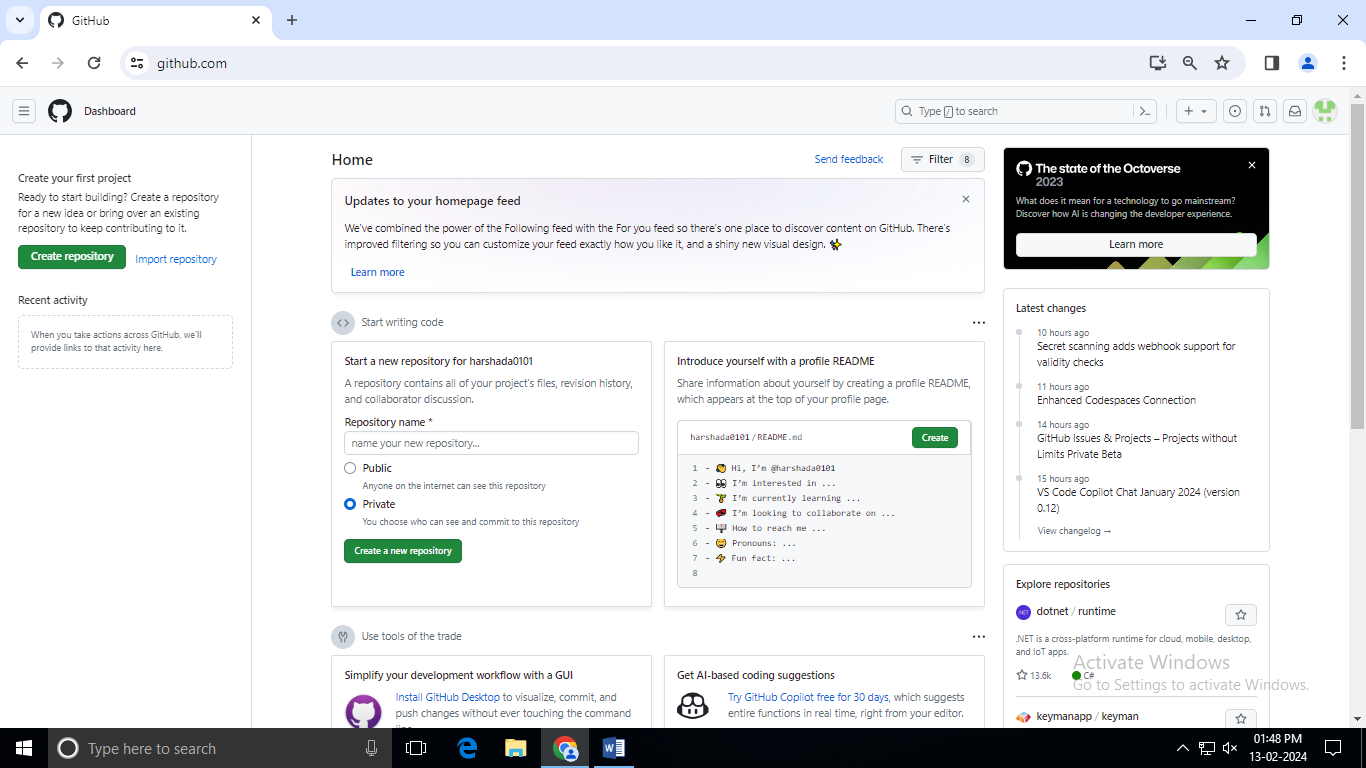 GitHub
github.com
Dashboard
Type / to search
Create your first project
Ready to start building? Create a repository
for a new idea or bring over an existing
repository to keep contributing to it.
Create repository
Import repository
Recent activity
When you take actions across GitHub, we'll
provide links to that activity here.
Home
Send feedback
Filter 8
Updates to your homepage feed
We've combined the power of the Following feed with the For you feed so there's one place to discover content on GitHub. There's
improved filtering so you can customize your feed exactly how you like it, and a shiny new visual design. ✨
Learn more
Start writing code
Start a new repository for harshada0101
A repository contains all of your project's files, revision history,
and collaborator discussion.
Repository name *
name your new repository...
Public
Anyone on the internet can see this repository
Private
You choose who can see and commit to this repository
Create a new repository
Introduce yourself with a profile README
Share information about yourself by creating a profile README,
which appears at the top of your profile page.
harshada0101/README.md
Create
1 - 👋 Hi, I'm @harshada0101
2 - 👀 I'm interested in ...
3 - 🌱 I'm currently learning ...
4 - 💞️ I'm looking to collaborate on ...
5 - 📫 How to reach me ...
6 - 😄 Pronouns: ...
7 - ⚡ Fun fact: ...
8
Use tools of the trade
Simplify your development workflow with a GUI
Install GitHub Desktop to visualize, commit, and
push changes without ever touching the command
Get AI-based coding suggestions
Try GitHub Copilot free for 30 days, which suggests
entire functions in real time, right from your editor.
The state of the Octoverse
2023
What does it mean for a technology to go mainstream?
Discover how AI is changing the developer experience.
Learn more
Latest changes
10 hours ago
Secret scanning adds webhook support for
validity checks
11 hours ago
Enhanced Codespaces Connection
14 hours ago
GitHub Issues & Projects – Projects without
Limits Private Beta
15 hours ago
VS Code Copilot Chat January 2024 (version
0.12)
View changelog →
Explore repositories
.NET
dotnet / runtime
.NET is a cross-platform runtime for cloud, mobile, desktop,
and IoT apps.
13.6k C#
keymanapp / keyman
Activate Windows
Go to Settings to activate Windows.
Type here to search
01:48 PM
13-02-2024